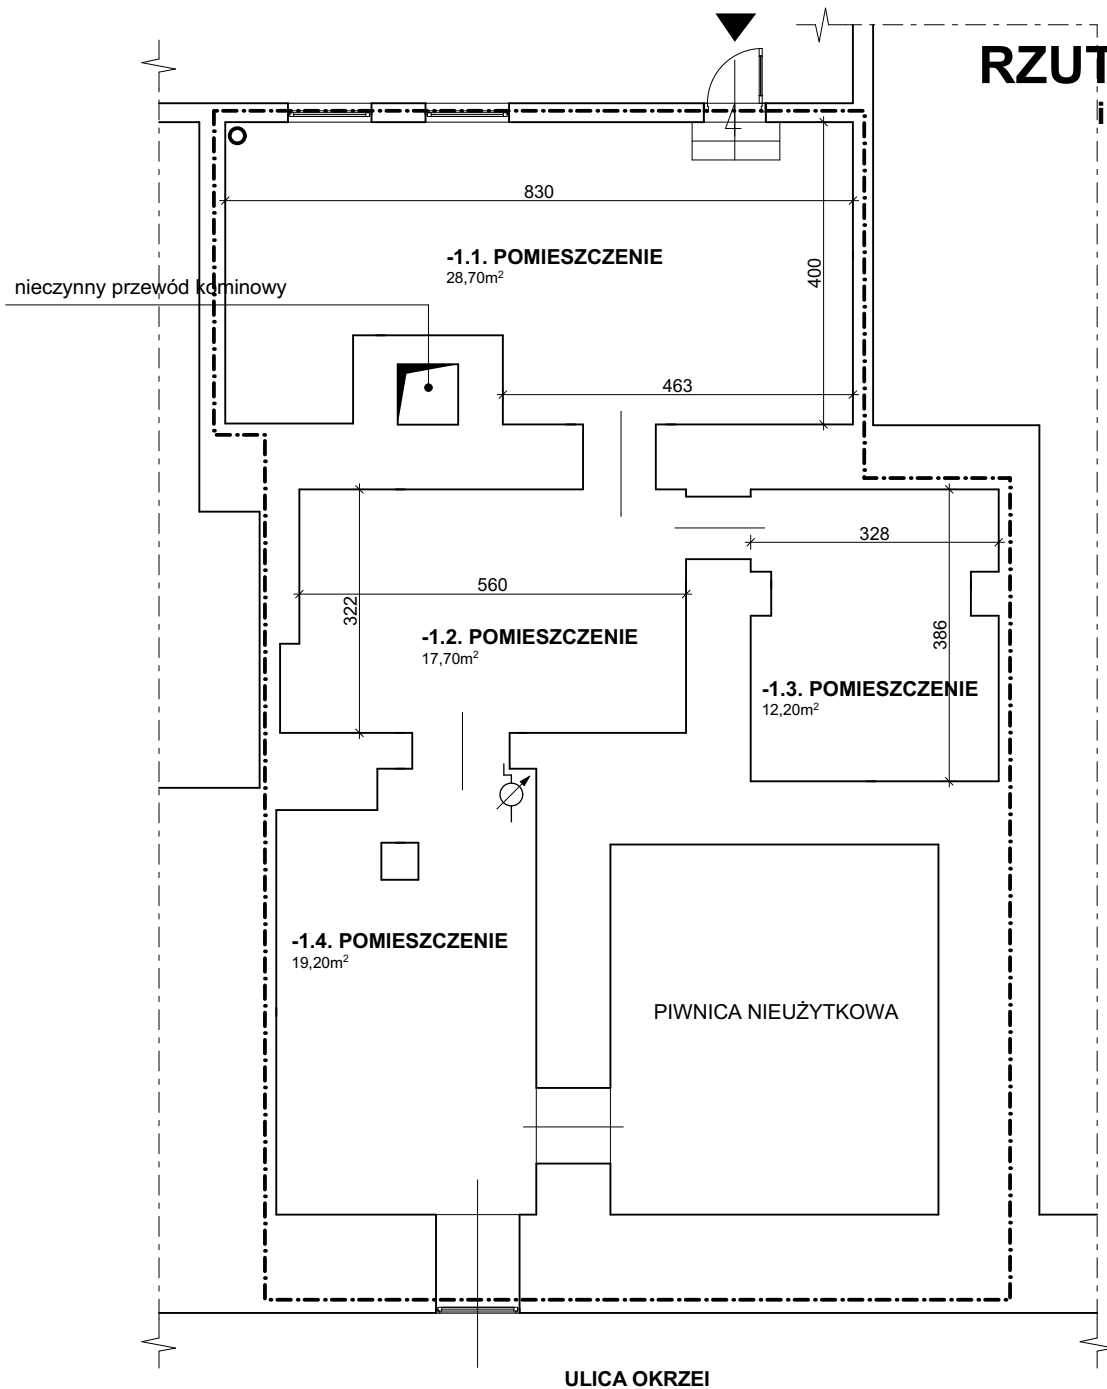 RZUT
i
830
-1.1. POMIESZCZENIE
28,70m²
400
nieczynny przewód kominowy
463
328
322
560
-1.2. POMIESZCZENIE
17,70m²
386
-1.3. POMIESZCZENIE
12,20m²
-1.4. POMIESZCZENIE
19,20m²
PIWNICA NIEUŻYTKOWA
ULICA OKRZEI